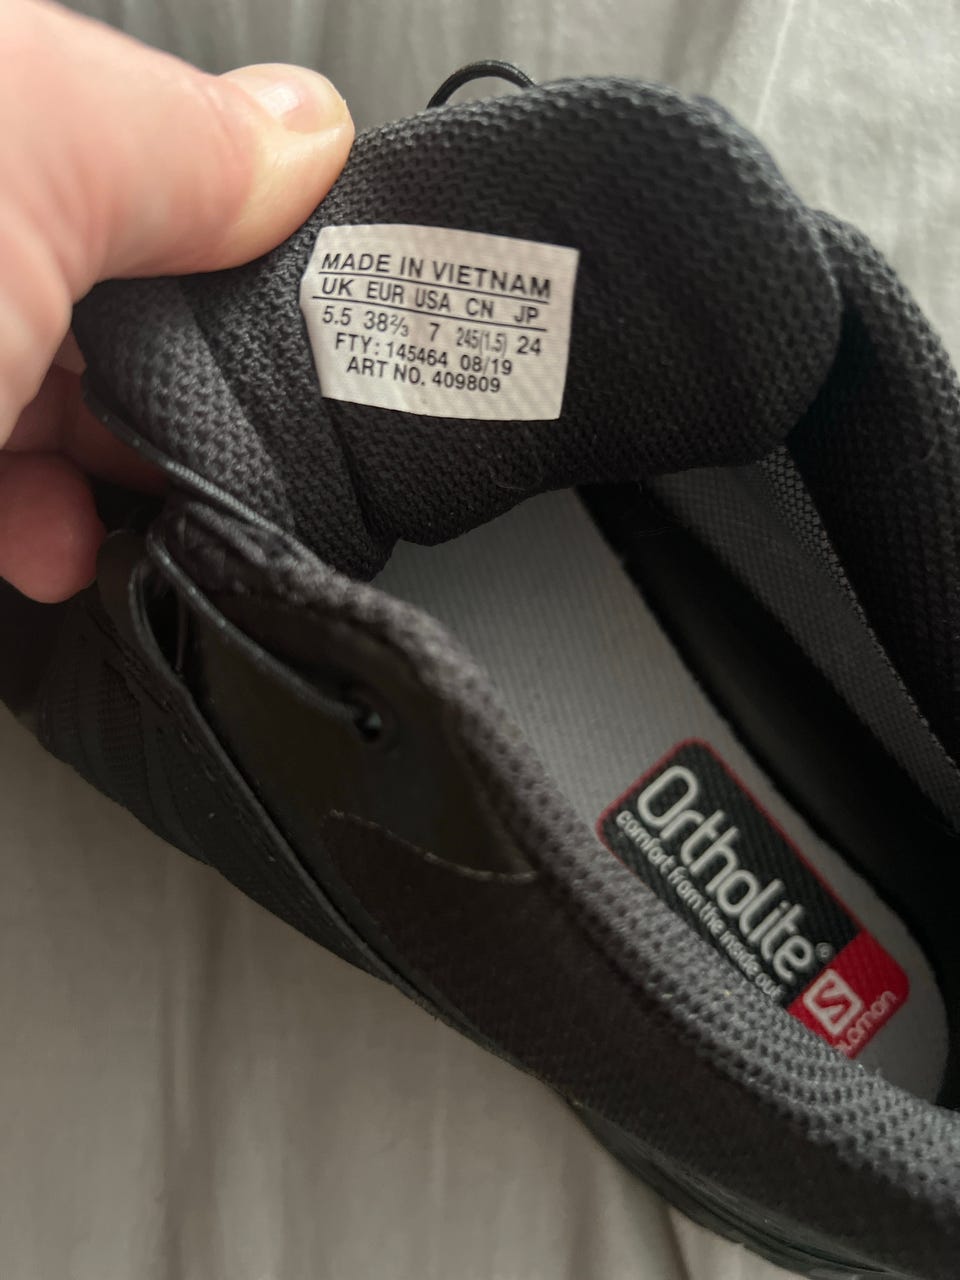 MADE IN VIETNAM
UK EUR USA CN JP
5.5 38⅔ 7 245(1.5) 24
FTY: 145464 08/19
ART NO. 409809
Ortholite®
comfort from the inside out
salomon